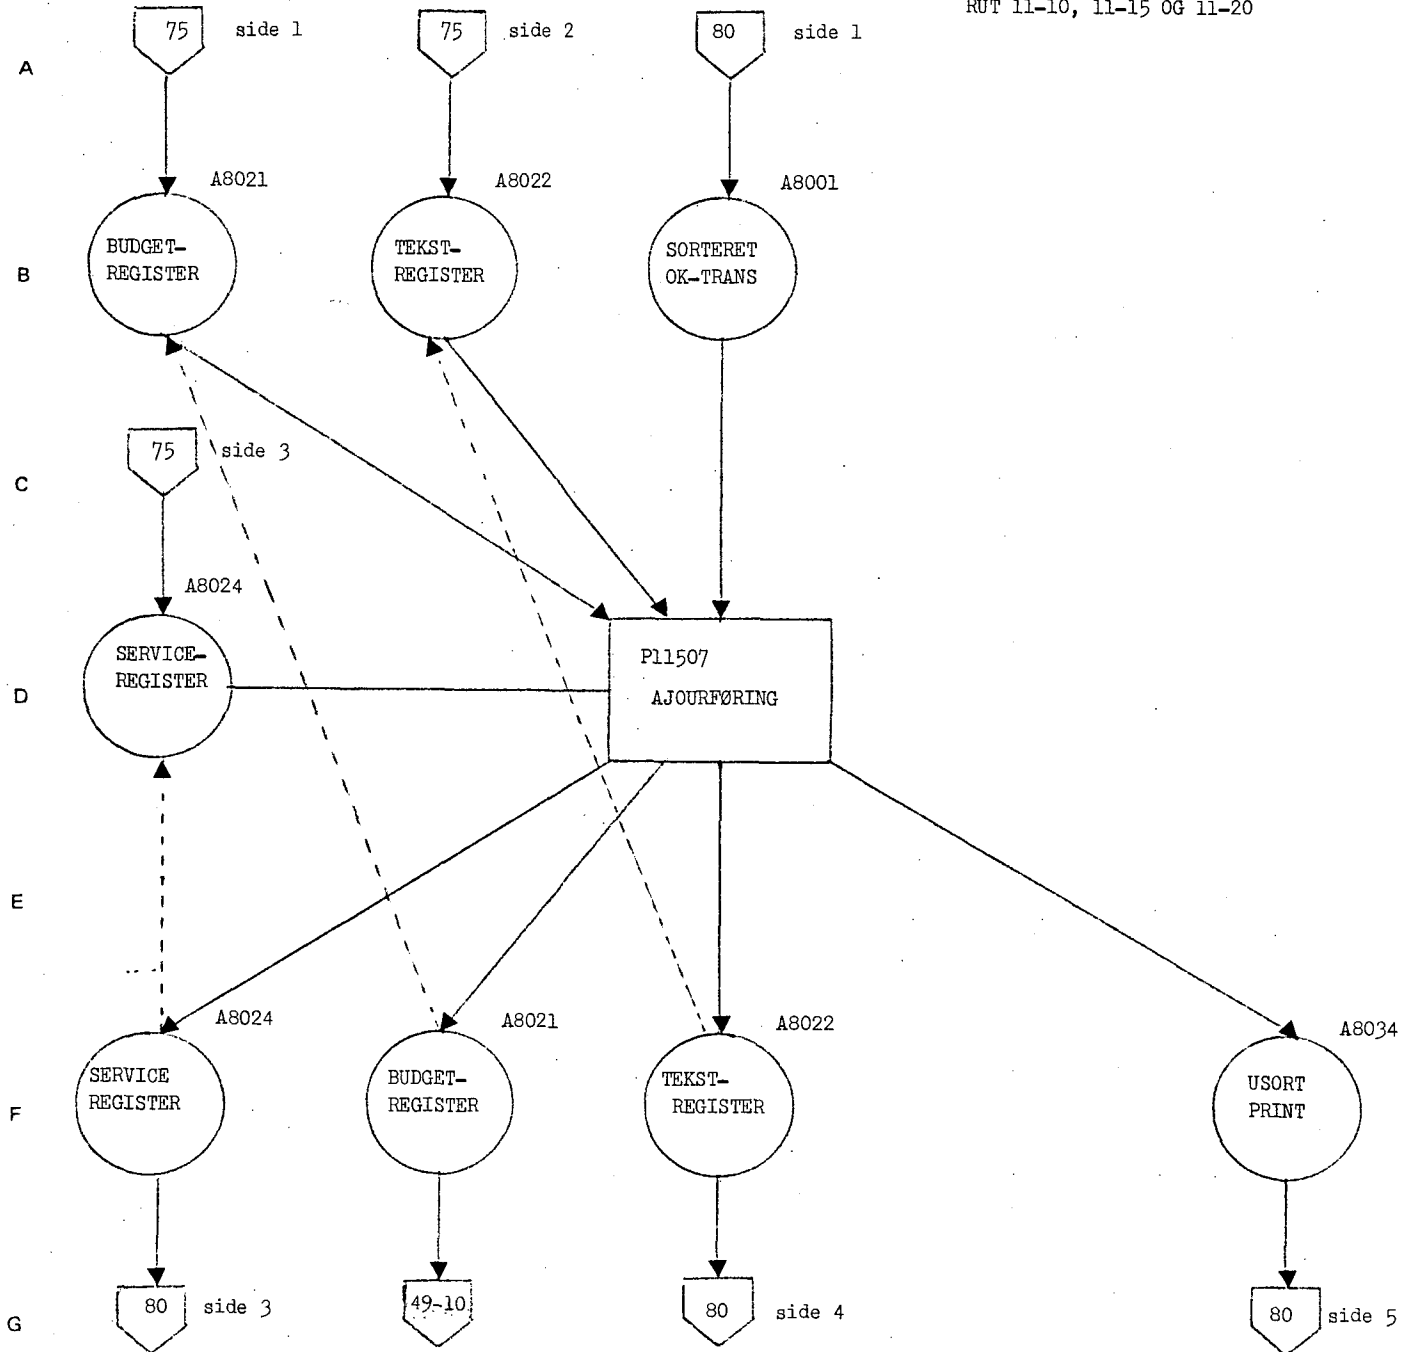 RUT 11-10, 11-15 OG 11-20
75 side 1
75 side 2
80 side 1
A
A8021
A8022
A8001
BUDGET-
REGISTER
TEKST-
REGISTER
SORTERET
OK-TRANS
B
75 side 3
C
A8024
SERVICE-
REGISTER
P11507
AJOURFØRING
D
E
A8024
A8021
A8022
A8034
SERVICE
REGISTER
BUDGET-
REGISTER
TEKST-
REGISTER
USORT
PRINT
F
80 side 3
49-10
80 side 4
80 side 5
G